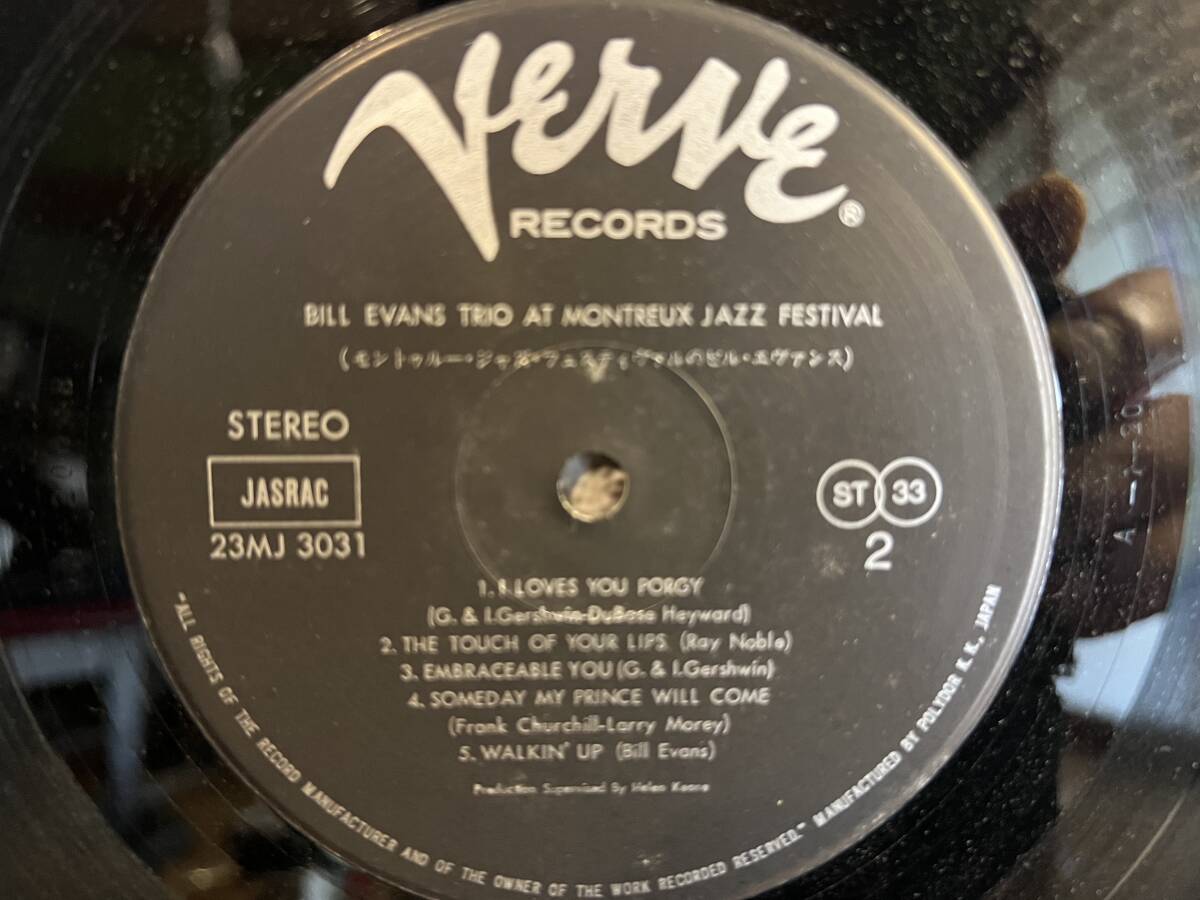 Verve®
RECORDS
BILL EVANS TRIO AT MONTREUX JAZZ FESTIVAL
(モントゥルー・ジャズ・フェスティヴァルのビル・エヴァンス)
STEREO
JASRAC
23MJ 3031
ST 33
2
1. I LOVES YOU PORGY
(G. & I.Gershwin-DuBose Heyward)
2. THE TOUCH OF YOUR LIPS (Ray Noble)
3. EMBRACEABLE YOU (G. & I.Gershwin)
4. SOMEDAY MY PRINCE WILL COME
(Frank Churchill-Larry Morey)
5. WALKIN' UP (Bill Evans)
Production Supervised By Helen Keane
"ALL RIGHTS OF THE RECORD MANUFACTURER AND OF THE OWNER OF THE WORK RECORDED RESERVED." MANUFACTURED BY POLYDOR K.K., JAPAN